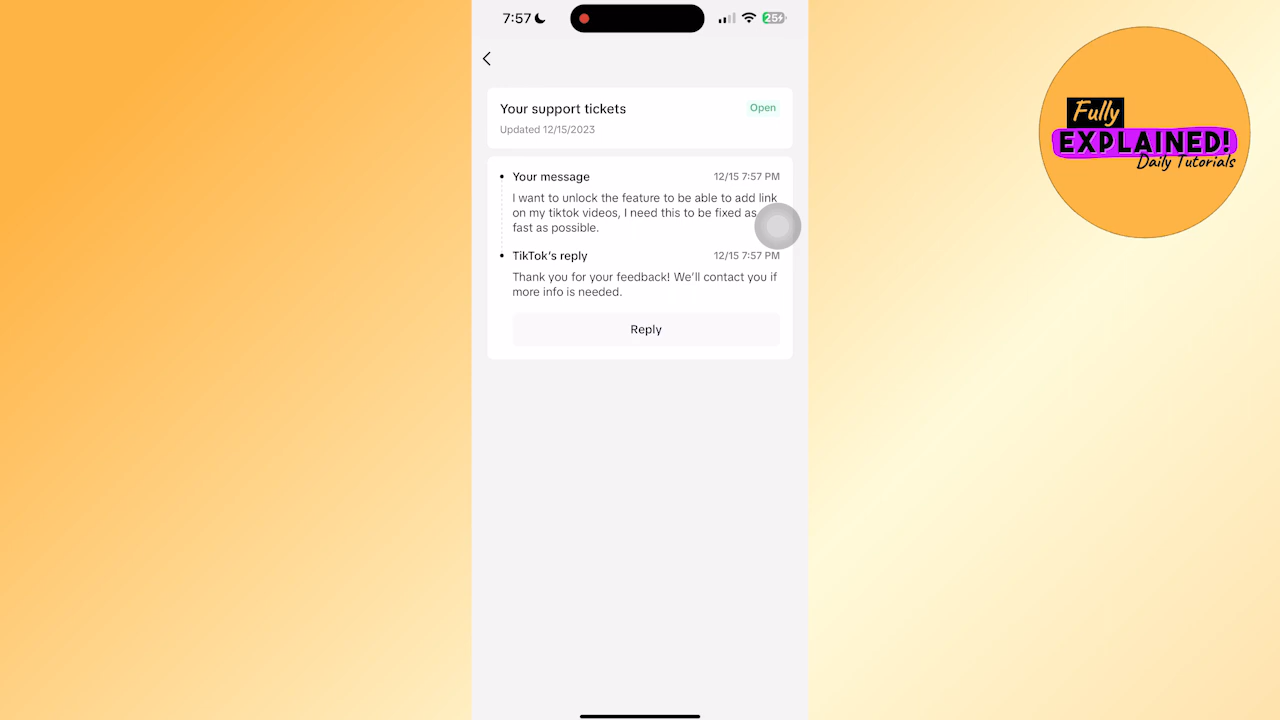 7:57
25
Your support tickets
Open
Updated 12/15/2023
Your message
12/15 7:57 PM
I want to unlock the feature to be able to add link
on my tiktok videos, I need this to be fixed as
fast as possible.
TikTok's reply
12/15 7:57 PM
Thank you for your feedback! We'll contact you if
more info is needed.
Reply
Fully
EXPLAINED!
Daily Tutorials